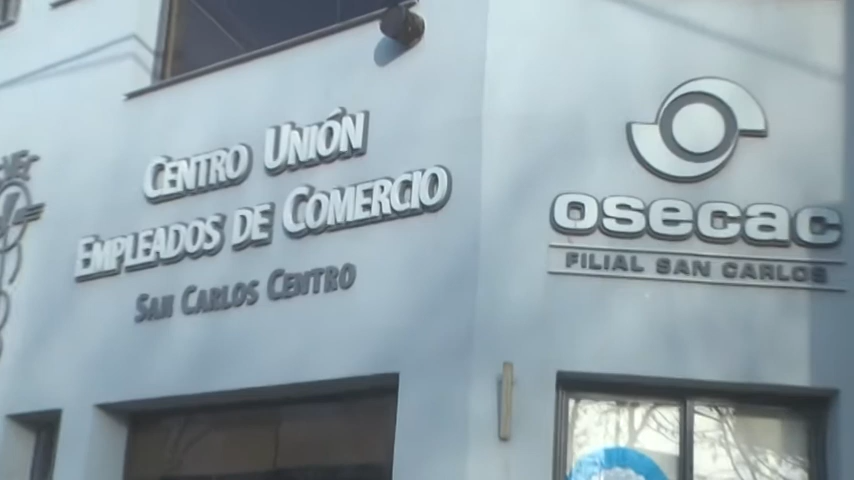 CENTRO UNIÓN
EMPLEADOS DE COMERCIO
SAN CARLOS CENTRO
osecac
FILIAL SAN CARLOS